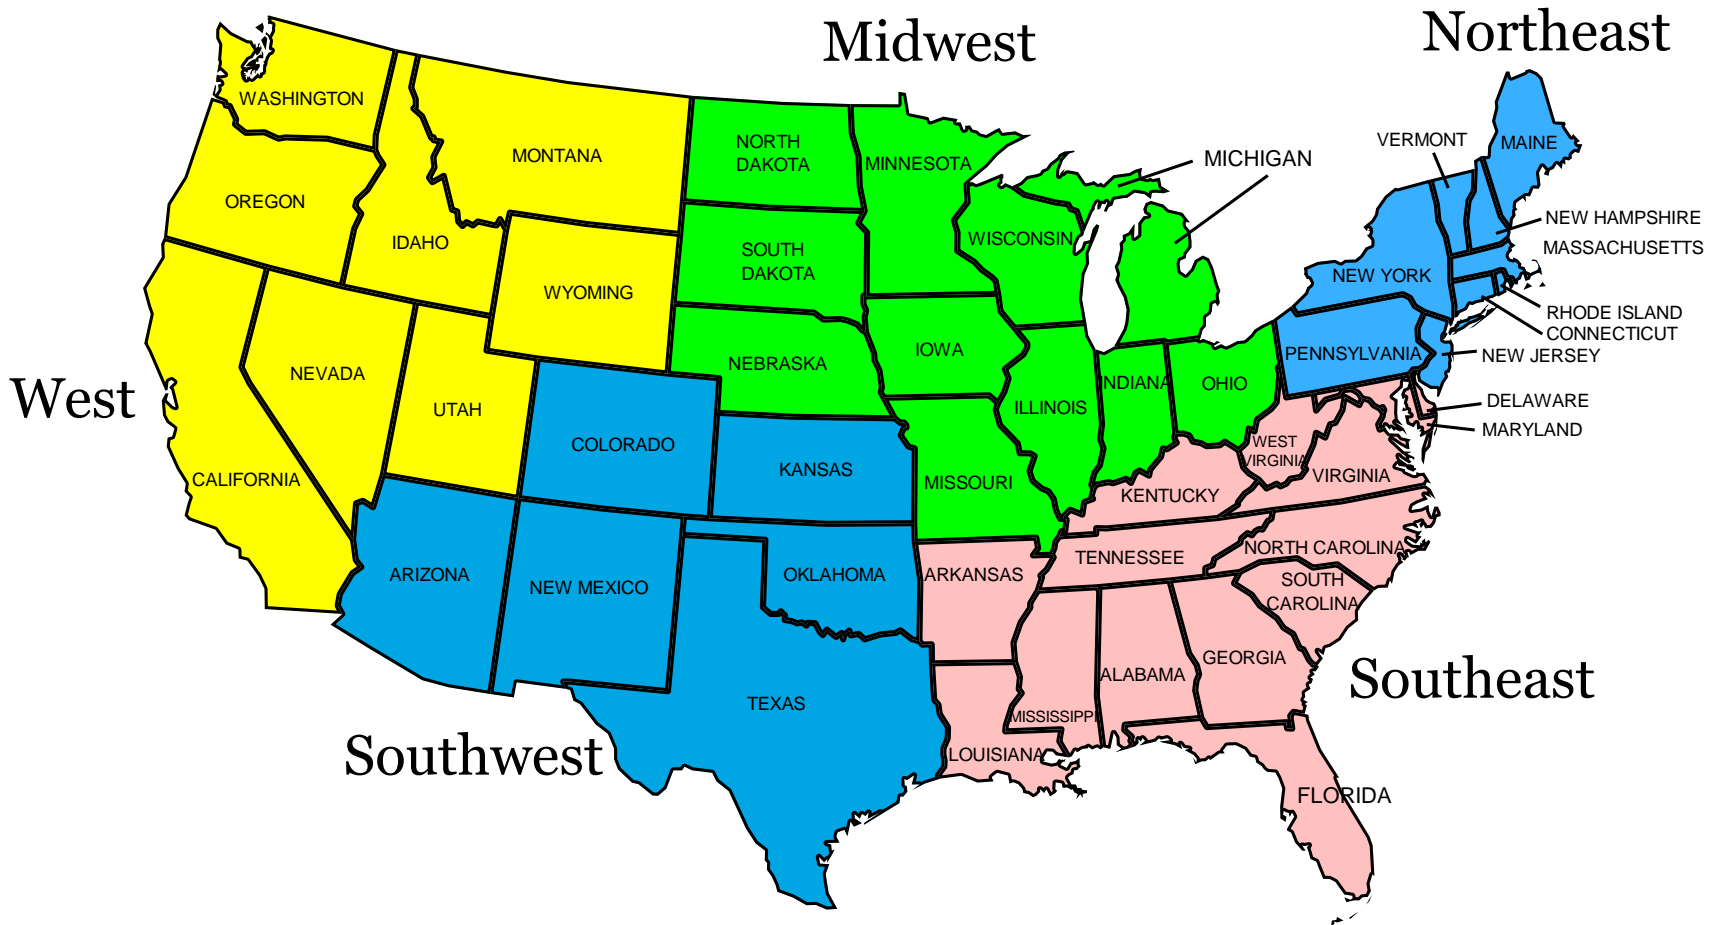 Midwest
Northeast
West
Southwest
Southeast
WASHINGTON
OREGON
IDAHO
MONTANA
WYOMING
CALIFORNIA
NEVADA
UTAH
COLORADO
ARIZONA
NEW MEXICO
KANSAS
OKLAHOMA
TEXAS
NORTH
DAKOTA
SOUTH
DAKOTA
NEBRASKA
MINNESOTA
IOWA
MISSOURI
WISCONSIN
ILLINOIS
MICHIGAN
INDIANA
OHIO
KENTUCKY
TENNESSEE
ARKANSAS
LOUISIANA
MISSISSIPPI
ALABAMA
GEORGIA
FLORIDA
SOUTH
CAROLINA
NORTH CAROLINA
VIRGINIA
WEST
VIRGINIA
PENNSYLVANIA
NEW YORK
VERMONT
MAINE
NEW HAMPSHIRE
MASSACHUSETTS
RHODE ISLAND
CONNECTICUT
NEW JERSEY
DELAWARE
MARYLAND